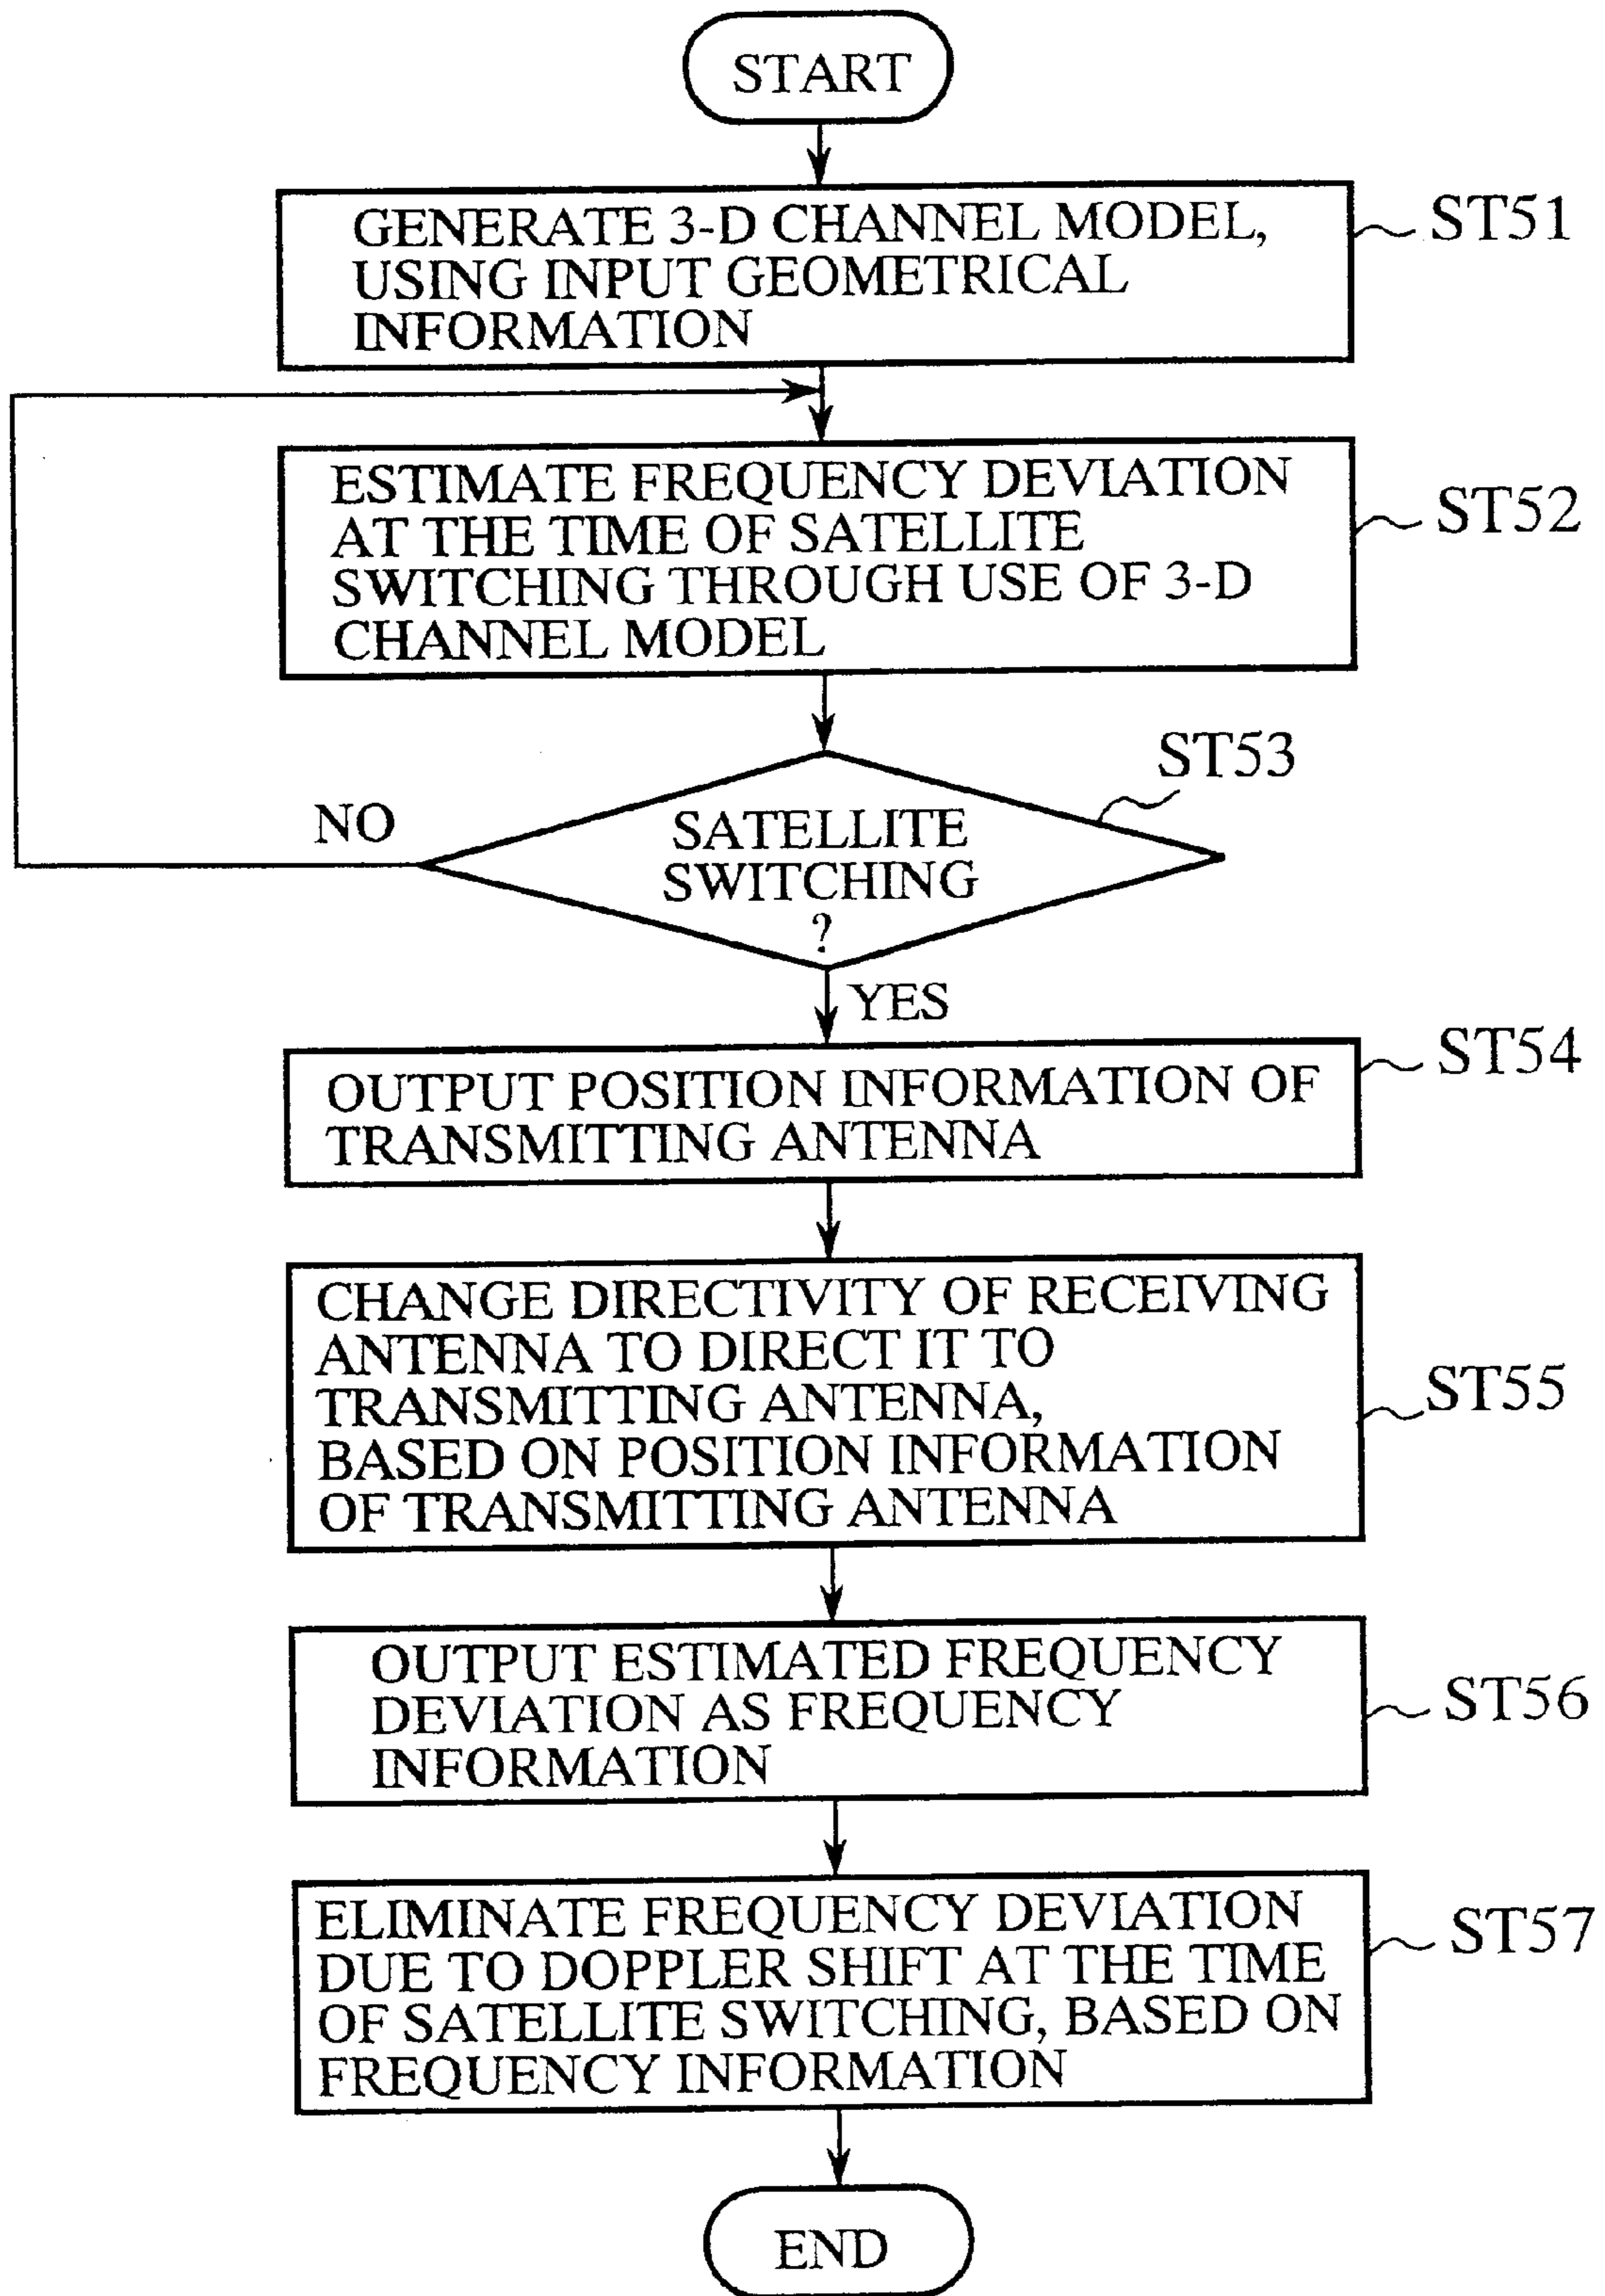 START
GENERATE 3-D CHANNEL MODEL,
USING INPUT GEOMETRICAL
INFORMATION
ST51
ESTIMATE FREQUENCY DEVIATION
AT THE TIME OF SATELLITE
SWITCHING THROUGH USE OF 3-D
CHANNEL MODEL
ST52
ST53
NO
SATELLITE
SWITCHING
?
YES
ST54
OUTPUT POSITION INFORMATION OF
TRANSMITTING ANTENNA
CHANGE DIRECTIVITY OF RECEIVING
ANTENNA TO DIRECT IT TO
TRANSMITTING ANTENNA,
BASED ON POSITION INFORMATION
OF TRANSMITTING ANTENNA
ST55
OUTPUT ESTIMATED FREQUENCY
DEVIATION AS FREQUENCY
INFORMATION
ST56
ELIMINATE FREQUENCY DEVIATION
DUE TO DOPPLER SHIFT AT THE TIME
OF SATELLITE SWITCHING, BASED ON
FREQUENCY INFORMATION
ST57
END